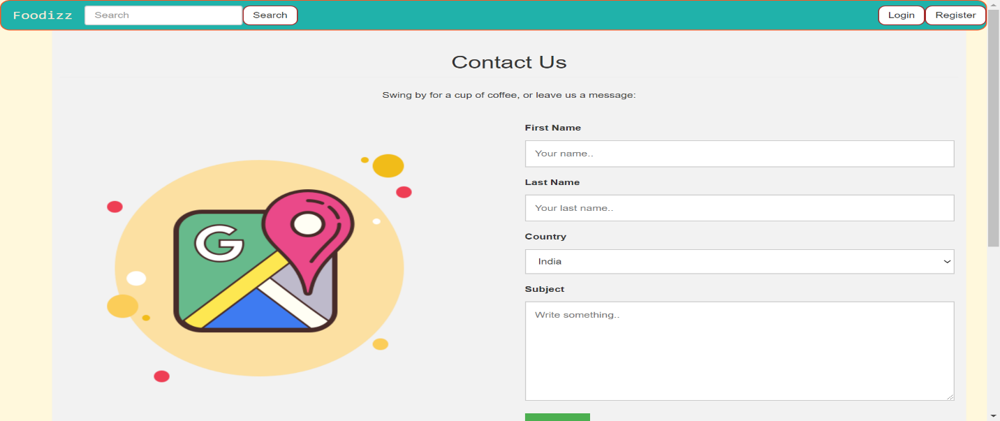 Foodizz Search Search Login Register
Contact Us
Swing by for a cup of coffee, or leave us a message:
First Name
Your name..
Last Name
Your last name..
Country
India
Subject
Write something..
G